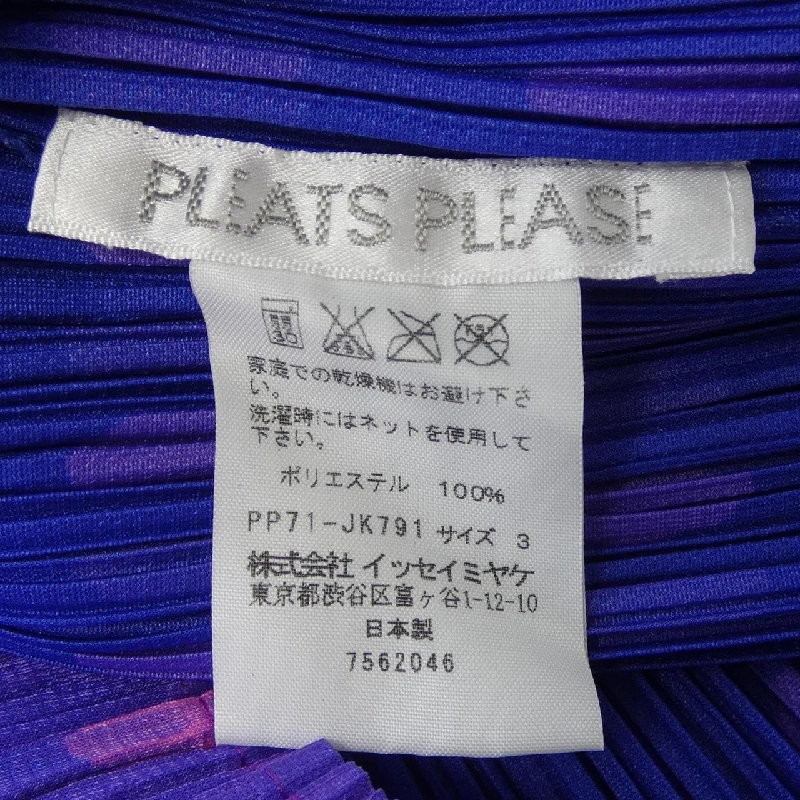 PLEATS PLEASE
家庭での乾燥機はお避け下さ
い。
洗濯時にはネットを使用して
下さい。
ポリエステル 100%
PP71-JK791 サイズ 3
株式会社 イッセイミヤケ
東京都渋谷区富ヶ谷1-12-10
日本製
7562046